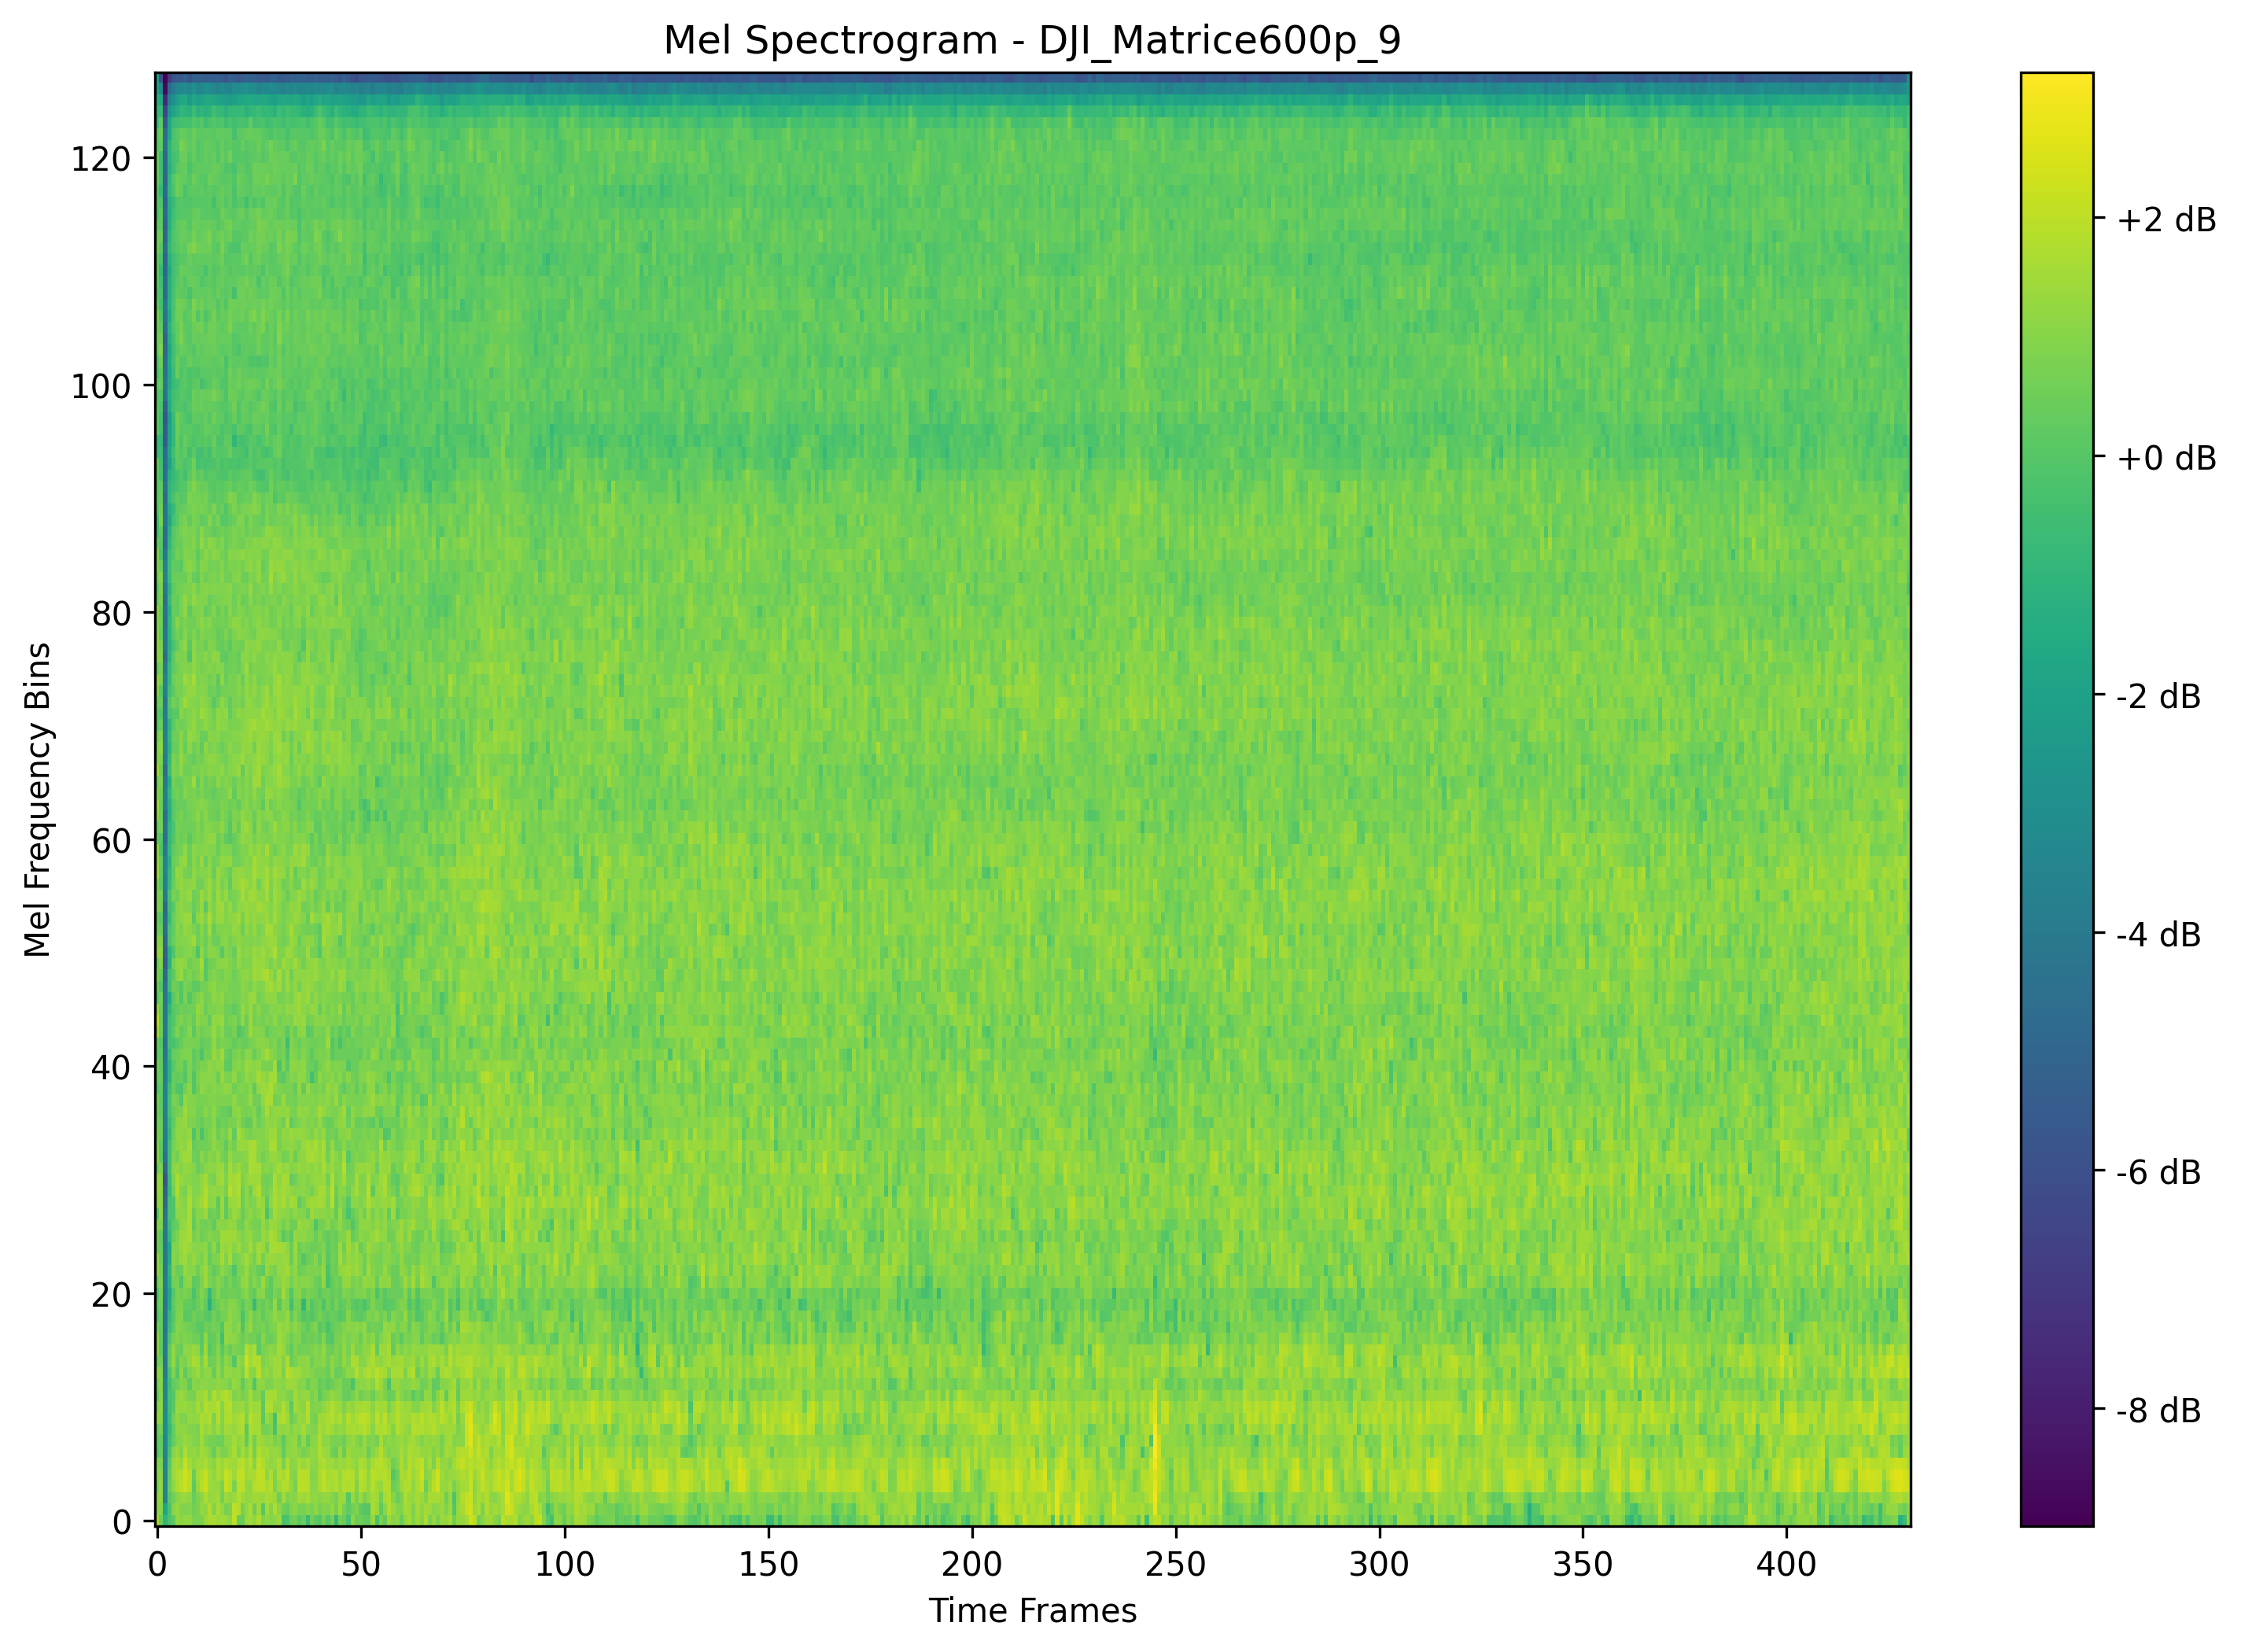 Mel Spectrogram - DJI_Matrice600p_9
Mel Frequency Bins
120
100
80
60
40
20
0
0 50 100 150 200 250 300 350 400
Time Frames
+2 dB
+0 dB
-2 dB
-4 dB
-6 dB
-8 dB